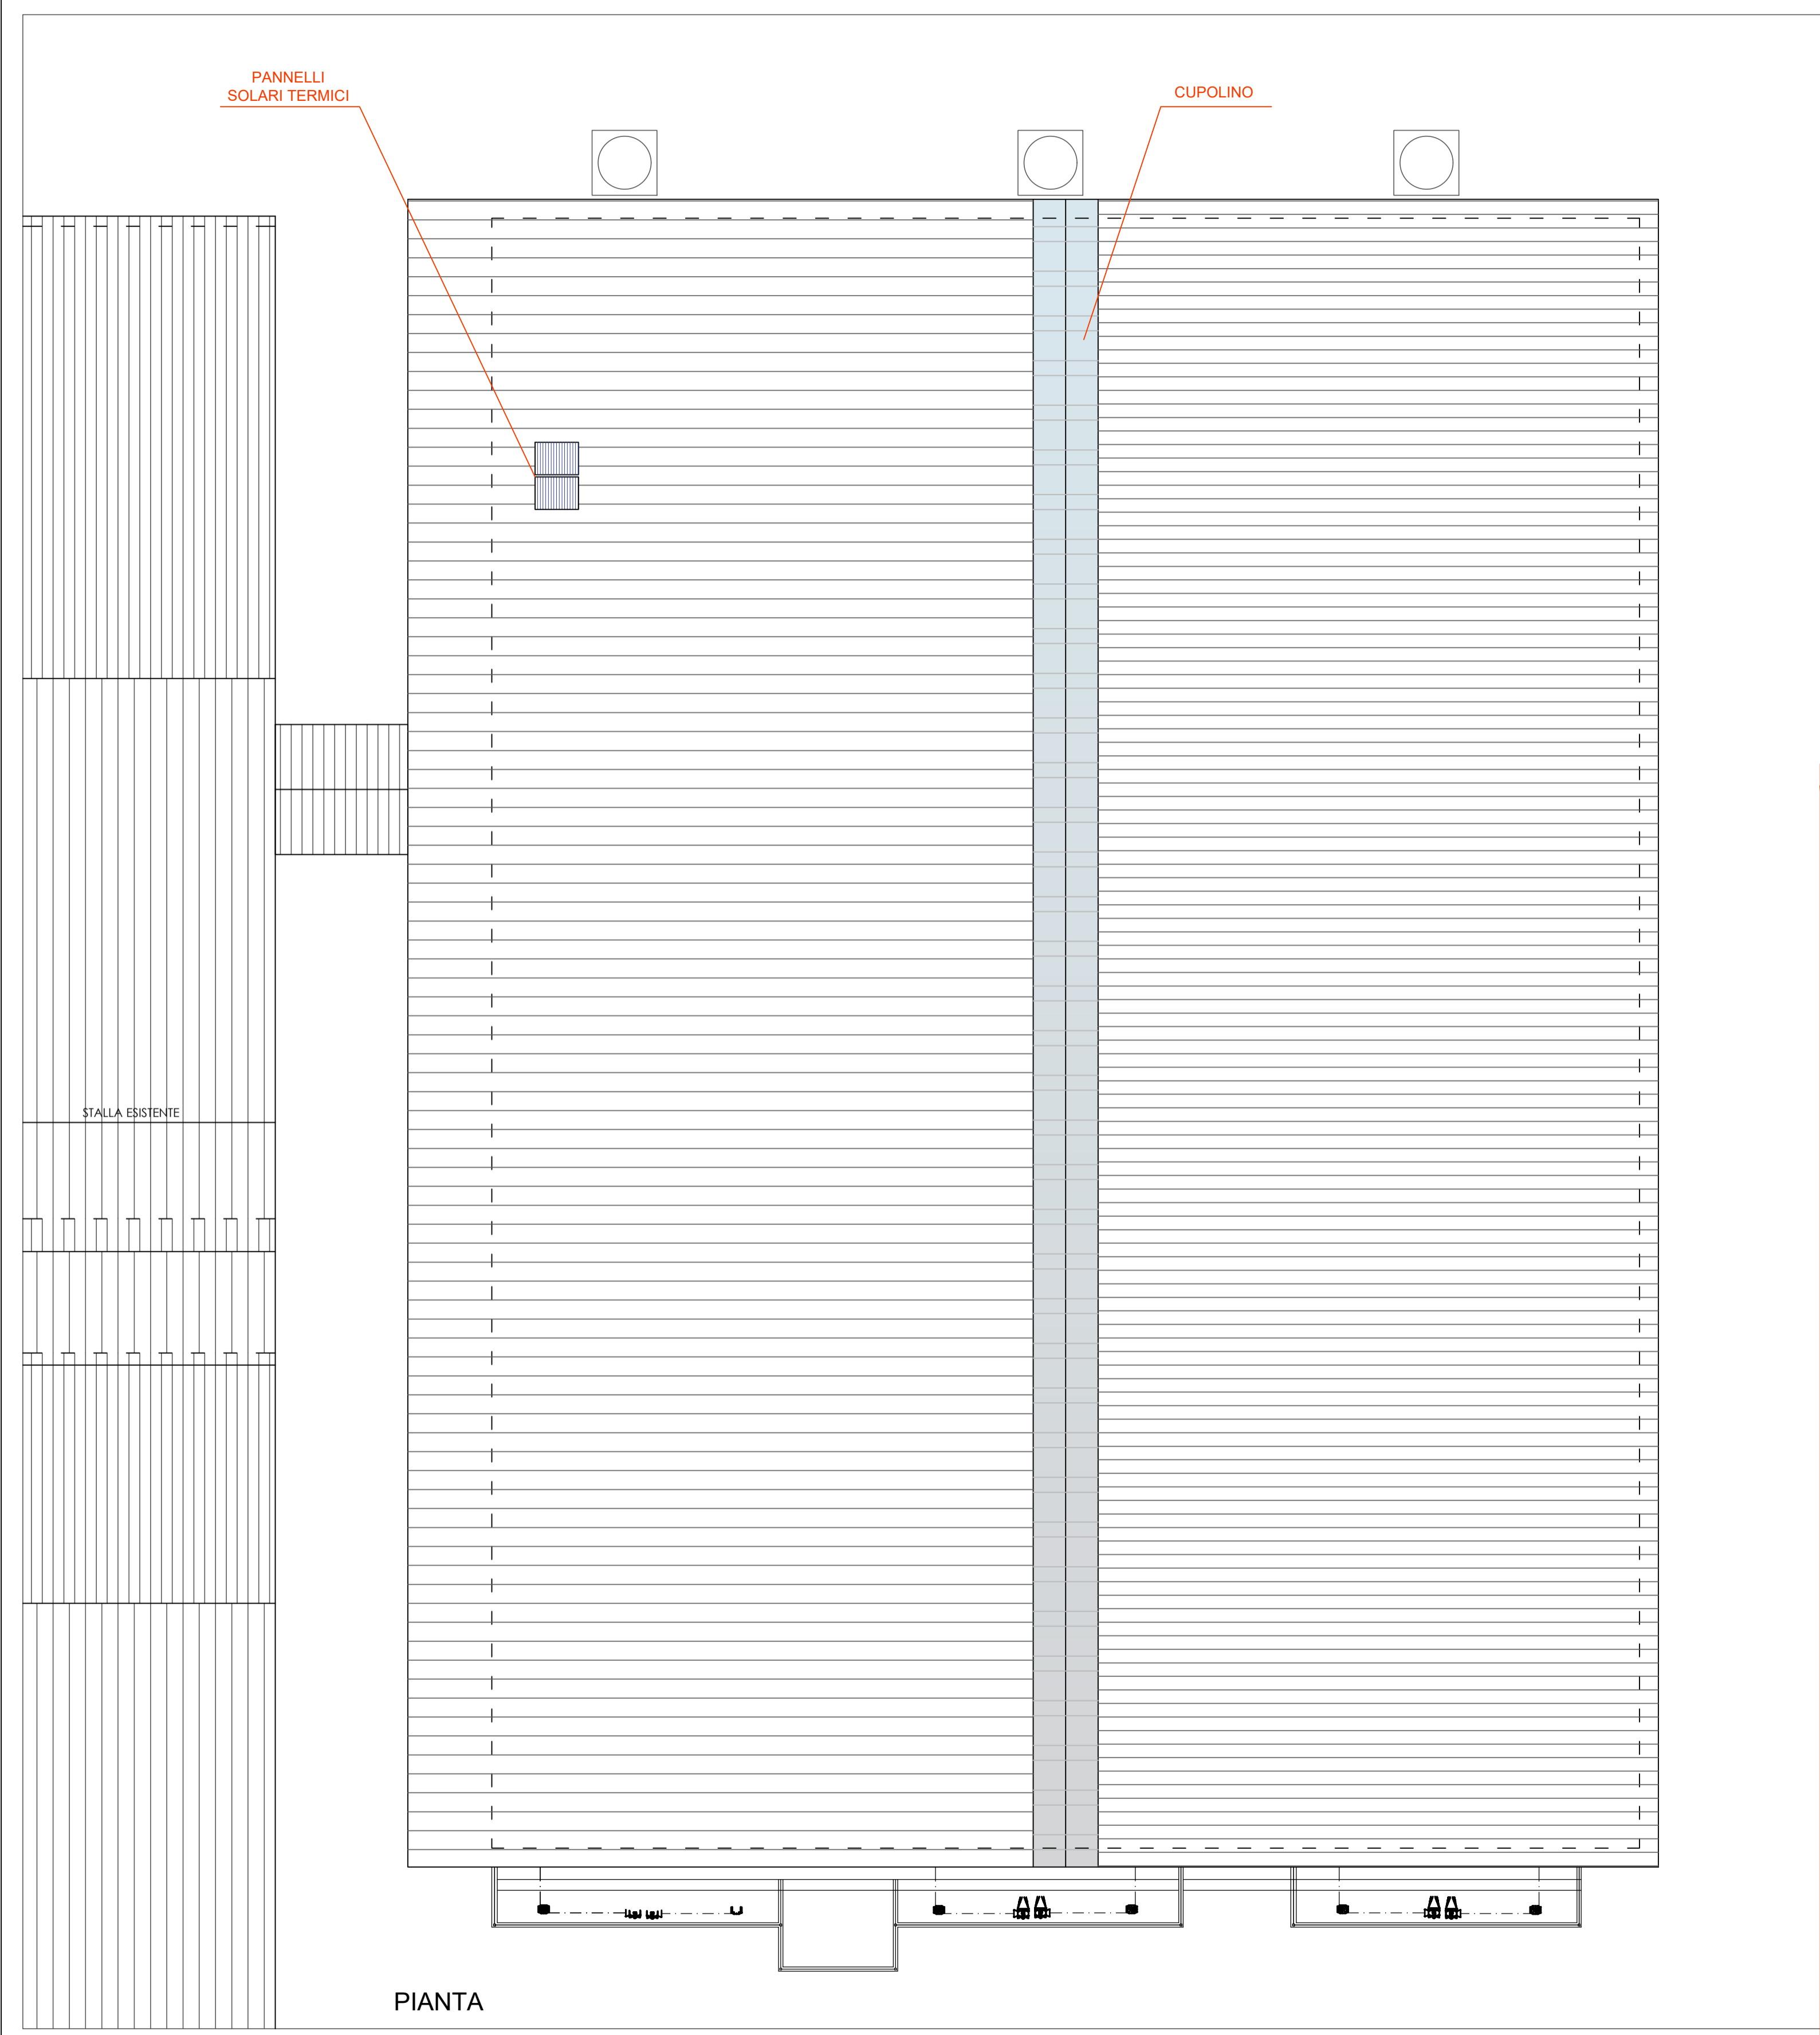 PANNELLI
SOLARI TERMICI
CUPOLINO
STALLA ESISTENTE
PIANTA